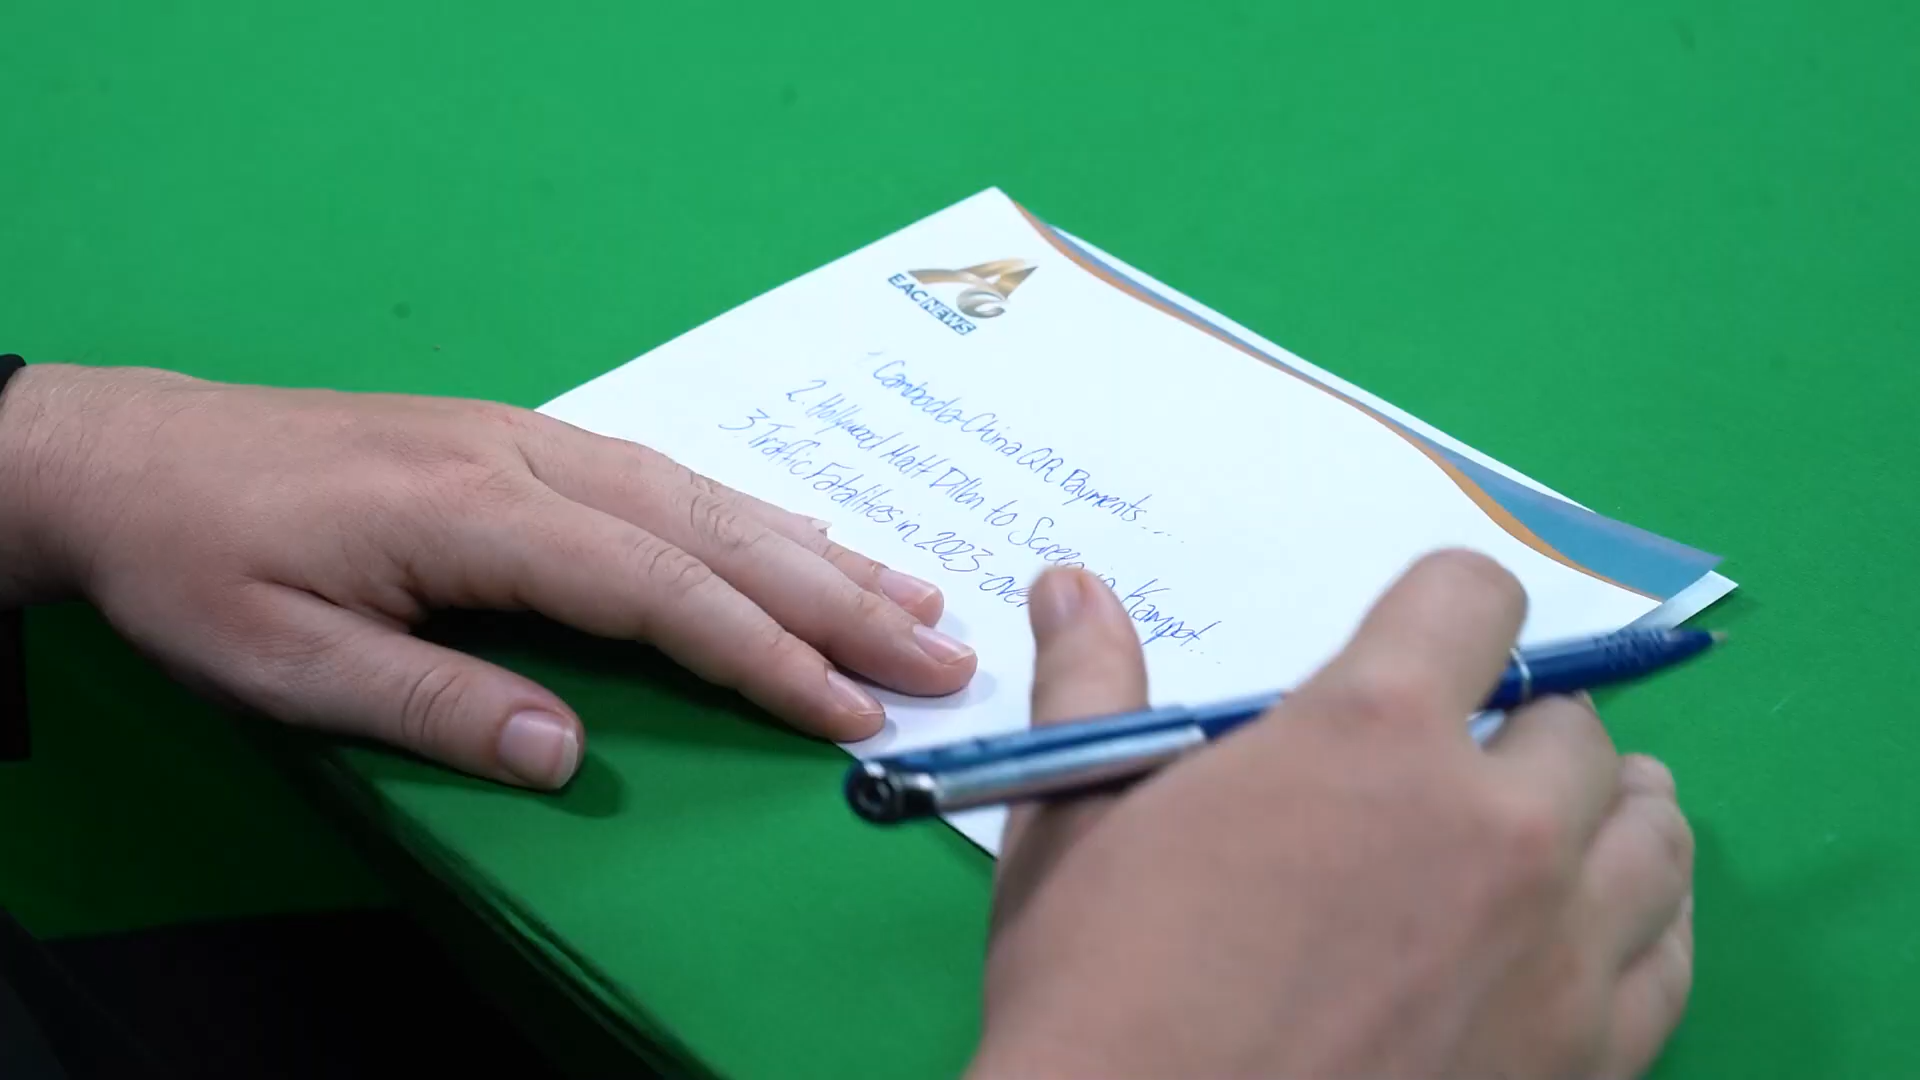 EAC NEWS
1. Cambodia-China QR Payments....
2. Hollywood Matt Dillon to Screen in Kampot...
3. Traffic Fatalities in 2023-over